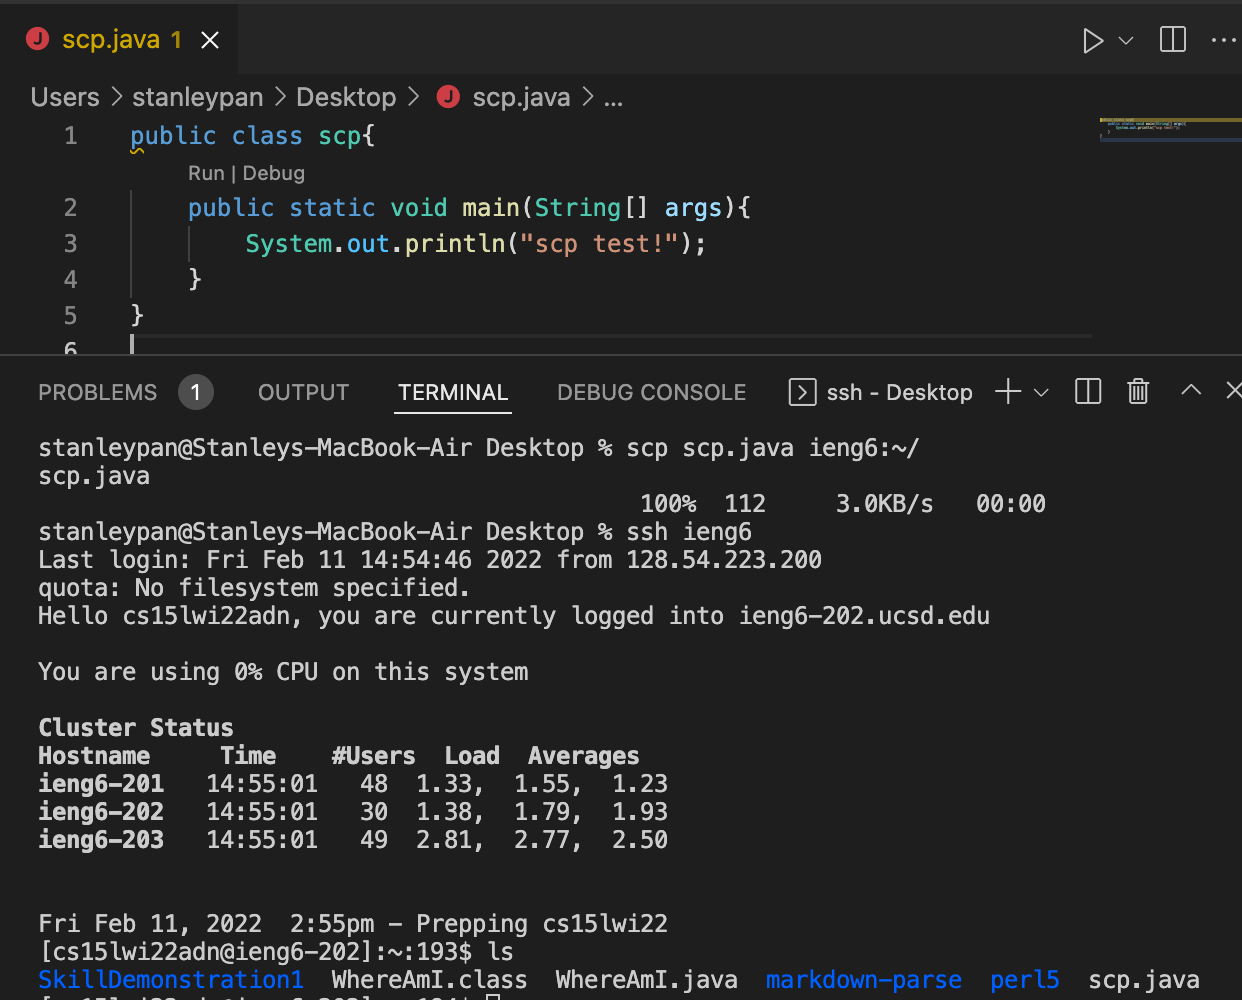 scp.java 1
Users > stanleypan > Desktop > scp.java > ...
1 public class scp{
Run | Debug
2 public static void main(String[] args){
3 System.out.println("scp test!");
4 }
5 }
6
PROBLEMS 1 OUTPUT TERMINAL DEBUG CONSOLE ssh - Desktop
stanleypan@Stanleys-MacBook-Air Desktop % scp scp.java ieng6:~/
scp.java
100% 112 3.0KB/s 00:00
stanleypan@Stanleys-MacBook-Air Desktop % ssh ieng6
Last login: Fri Feb 11 14:54:46 2022 from 128.54.223.200
quota: No filesystem specified.
Hello cs15lwi22adn, you are currently logged into ieng6-202.ucsd.edu
You are using 0% CPU on this system
Cluster Status
Hostname Time #Users Load Averages
ieng6-201 14:55:01 48 1.33, 1.55, 1.23
ieng6-202 14:55:01 30 1.38, 1.79, 1.93
ieng6-203 14:55:01 49 2.81, 2.77, 2.50
Fri Feb 11, 2022 2:55pm - Prepping cs15lwi22
[cs15lwi22adn@ieng6-202]:~:193$ ls
SkillDemonstration1 WhereAmI.class WhereAmI.java markdown-parse perl5 scp.java